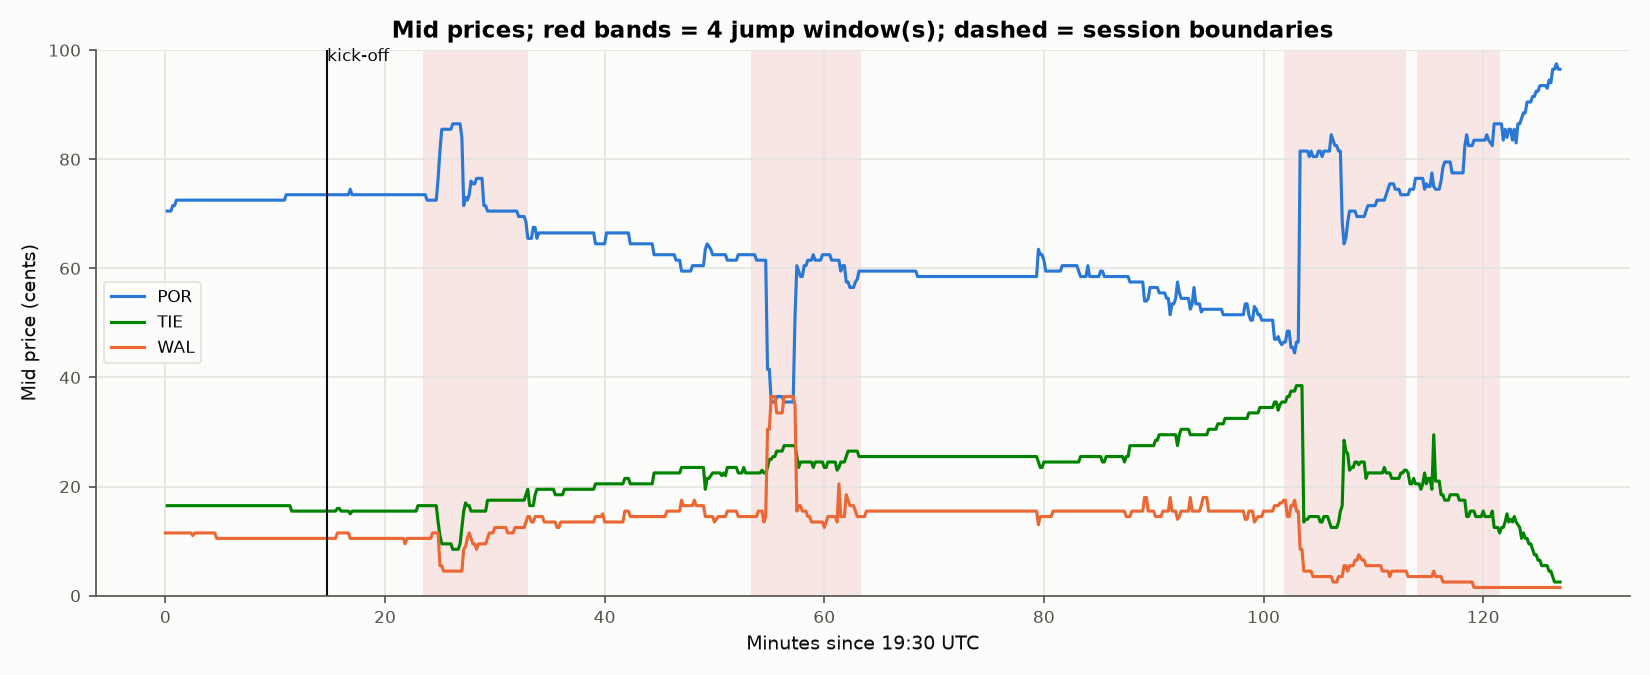 Mid prices; red bands = 4 jump window(s); dashed = session boundaries
kick-off
Mid price (cents)
100
80
60
40
20
0
POR
TIE
WAL
0 20 40 60 80 100 120
Minutes since 19:30 UTC